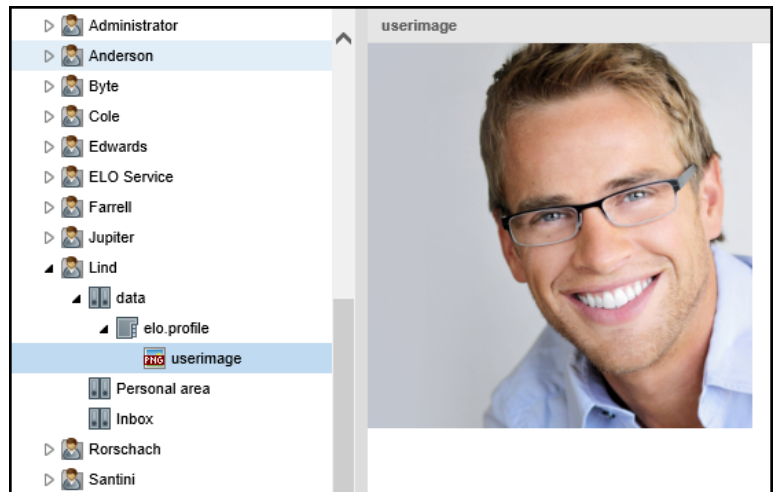 Administrator
Anderson
Byte
Cole
Edwards
ELO Service
Farrell
Jupiter
Lind
data
elo.profile
PNG userimage
Personal area
Inbox
Rorschach
Santini
userimage